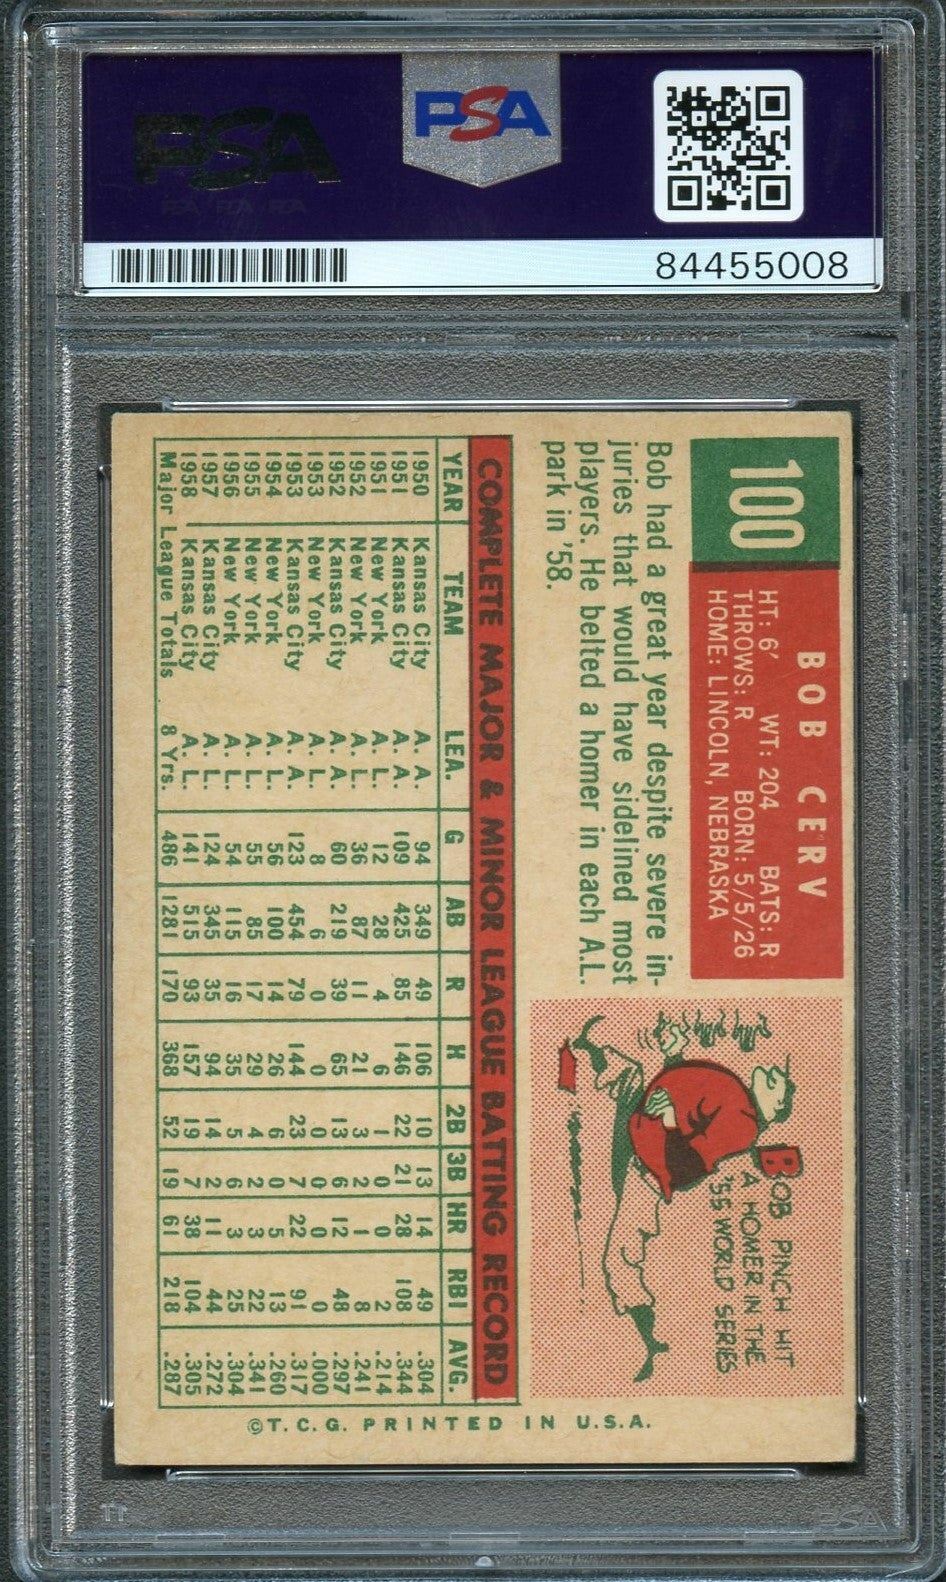 PSA
PSA
84455008
100
BOB CERV
HT: 6' WT: 204 BATS: R
THROWS: R BORN: 5/5/26
HOME: LINCOLN, NEBRASKA
Bob had a great year despite severe in-
juries that would have sidelined most
players. He belted a homer in each A.L.
park in '58.
BOB PINCH HIT
A HOMER IN THE
'55 WORLD SERIES
COMPLETE MAJOR & MINOR LEAGUE BATTING RECORD
YEAR TEAM LEA. G AB R H 2B 3B HR RBI AVG.
1950 Kansas City A. A. 94 349 49 106 10 13 14 49 .304
1951 Kansas City A. A. 109 425 85 146 22 21 28 108 .344
1951 New York A. L. 12 28 4 6 1 0 0 2 .214
1952 New York A. L. 36 87 11 21 3 2 1 8 .241
1952 Kansas City A. A. 60 219 39 65 13 6 12 48 .297
1953 New York A. L. 8 6 0 0 0 0 0 0 .000
1953 Kansas City A. A. 123 454 79 144 23 7 22 91 .317
1954 New York A. L. 56 100 14 26 6 0 5 13 .260
1955 New York A. L. 55 85 17 29 4 2 3 22 .341
1956 New York A. L. 54 115 16 35 5 6 3 25 .304
1957 Kansas City A. L. 124 345 35 94 14 2 11 44 .272
1958 Kansas City A. L. 141 515 93 157 19 7 38 104 .305
Major League Totals 8 Yrs. 486 1281 170 368 52 19 61 218 .287
©T.C.G. PRINTED IN U.S.A.
TT
PSA